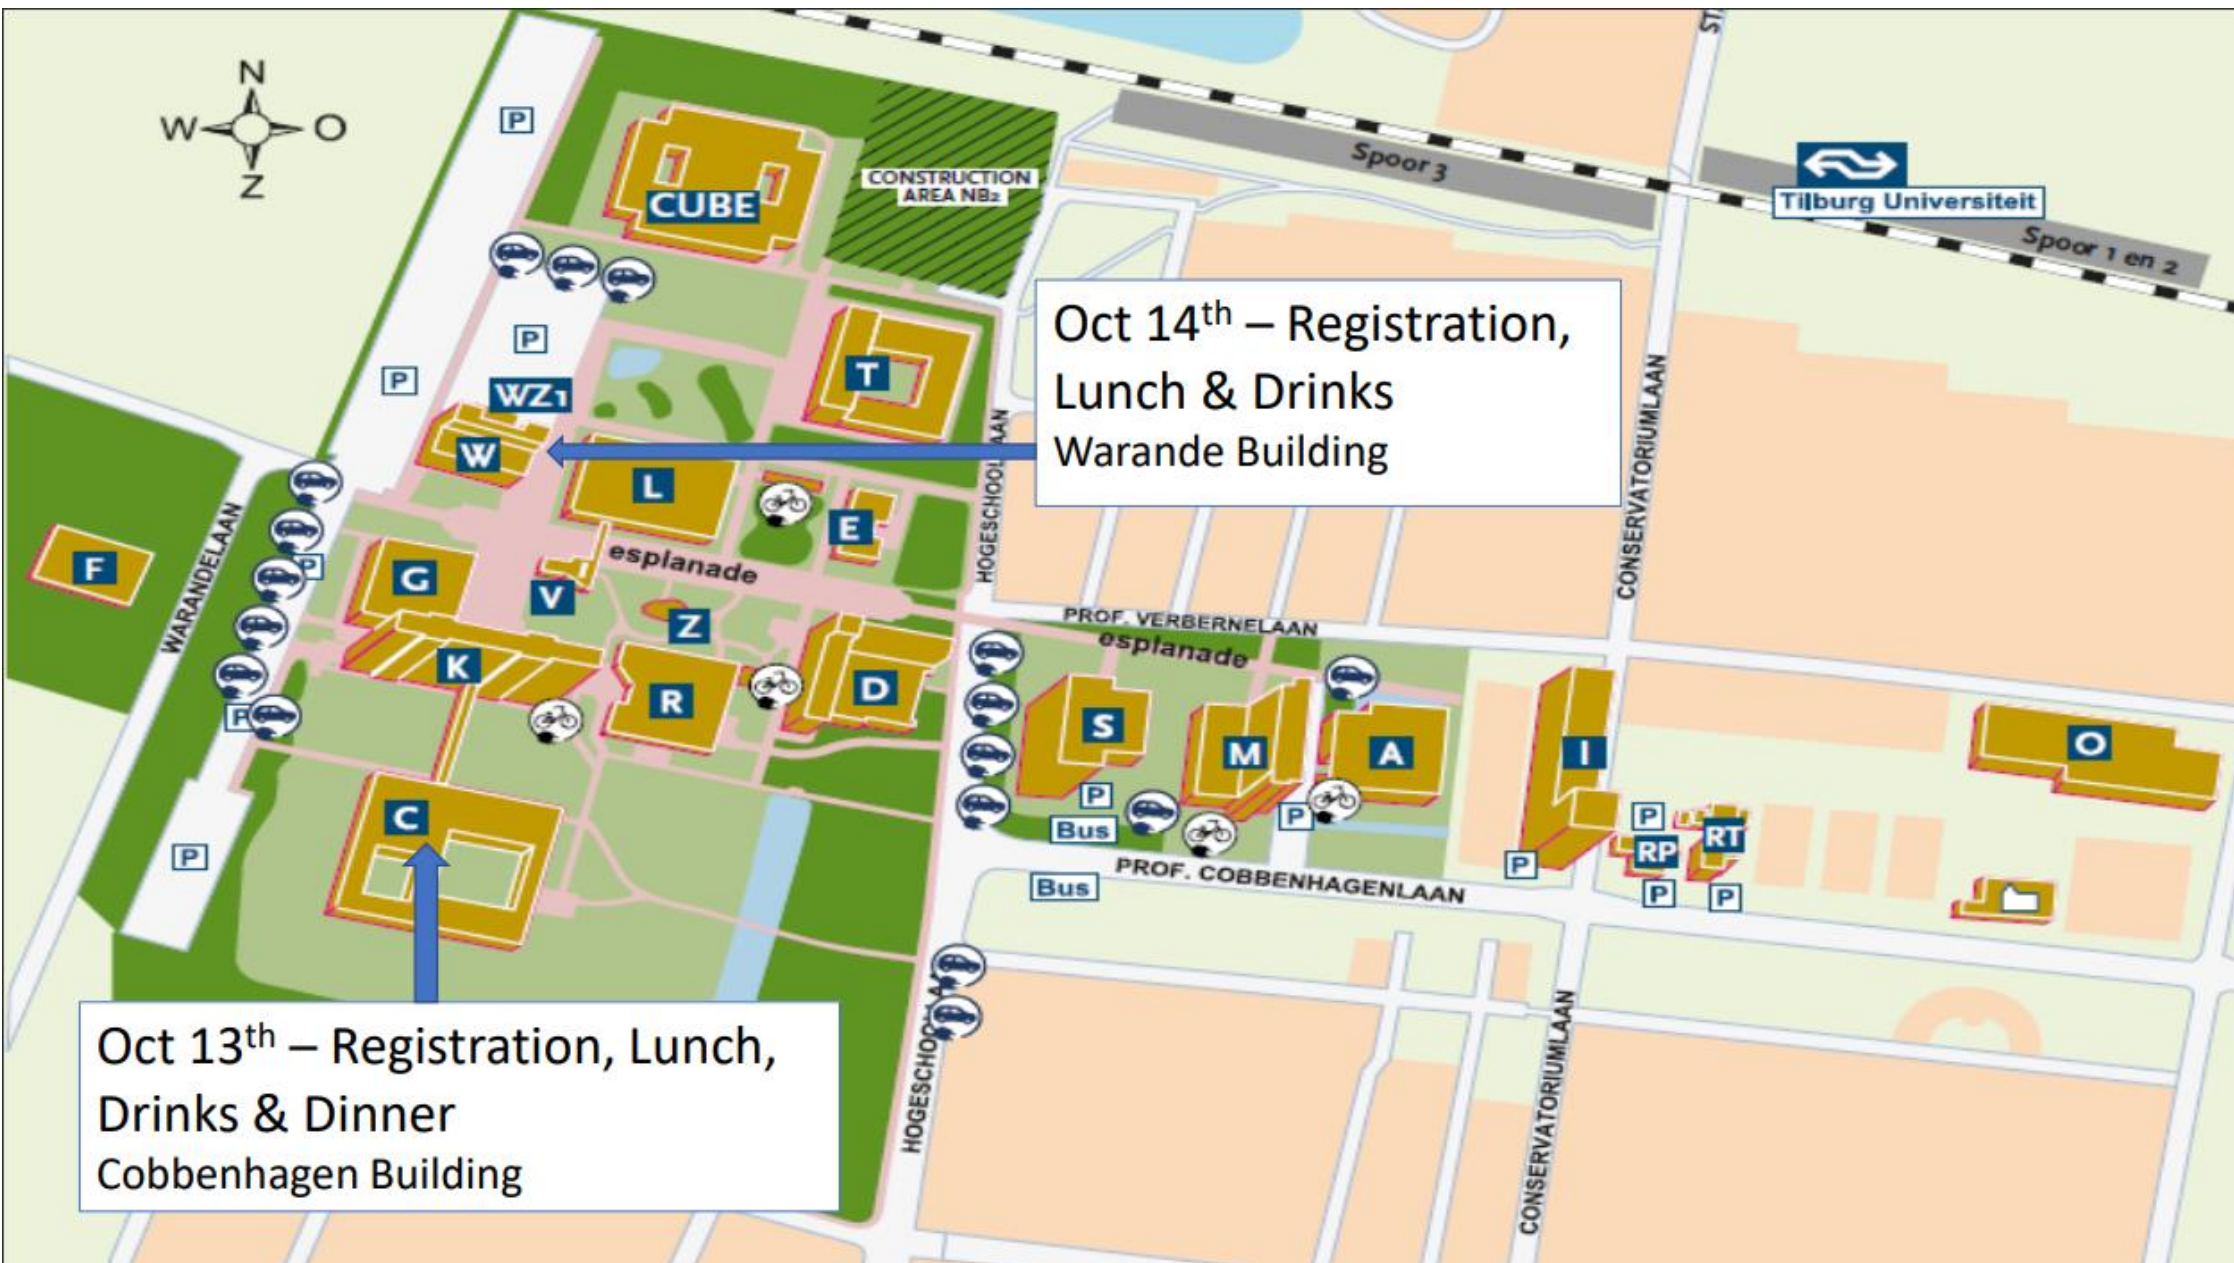 N
W
O
Z
P
CUBE
CONSTRUCTION
AREA NB2
Spoor 3
Tilburg Universiteit
Spoor 1 en 2
P
P
WZ1
W
L
T
E
Oct 14th – Registration,
Lunch & Drinks
Warande Building
HOGESCHOOLLAAN
CONSERVATORIUMLAAN
WARANDELAAN
F
P
G
V
esplanade
Z
K
R
D
PROF. VERBERNELAAN
esplanade
S
M
A
I
O
P
Bus
P
P
RP
RT
P
P
P
Bus
PROF. COBBENHAGENLAAN
C
P
Oct 13th – Registration, Lunch,
Drinks & Dinner
Cobbenhagen Building
CONSERVATORIUMLAAN